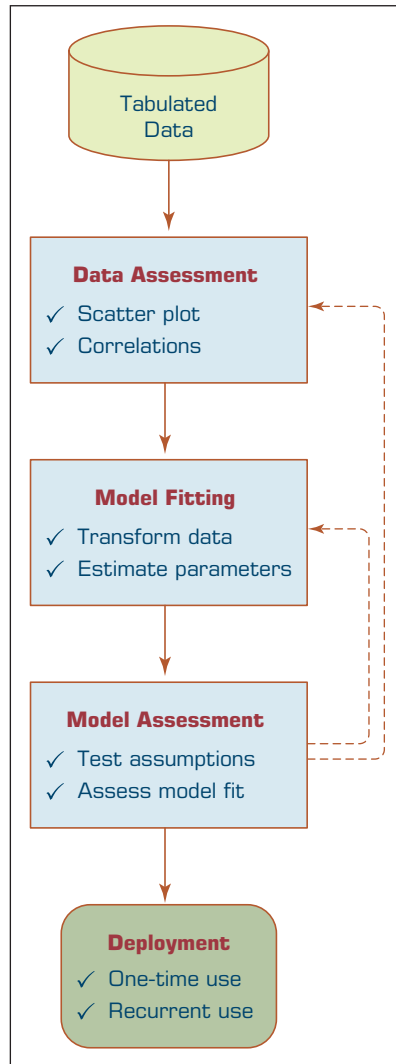 Tabulated
Data
Data Assessment
✓ Scatter plot
✓ Correlations
Model Fitting
✓ Transform data
✓ Estimate parameters
Model Assessment
✓ Test assumptions
✓ Assess model fit
Deployment
✓ One-time use
✓ Recurrent use